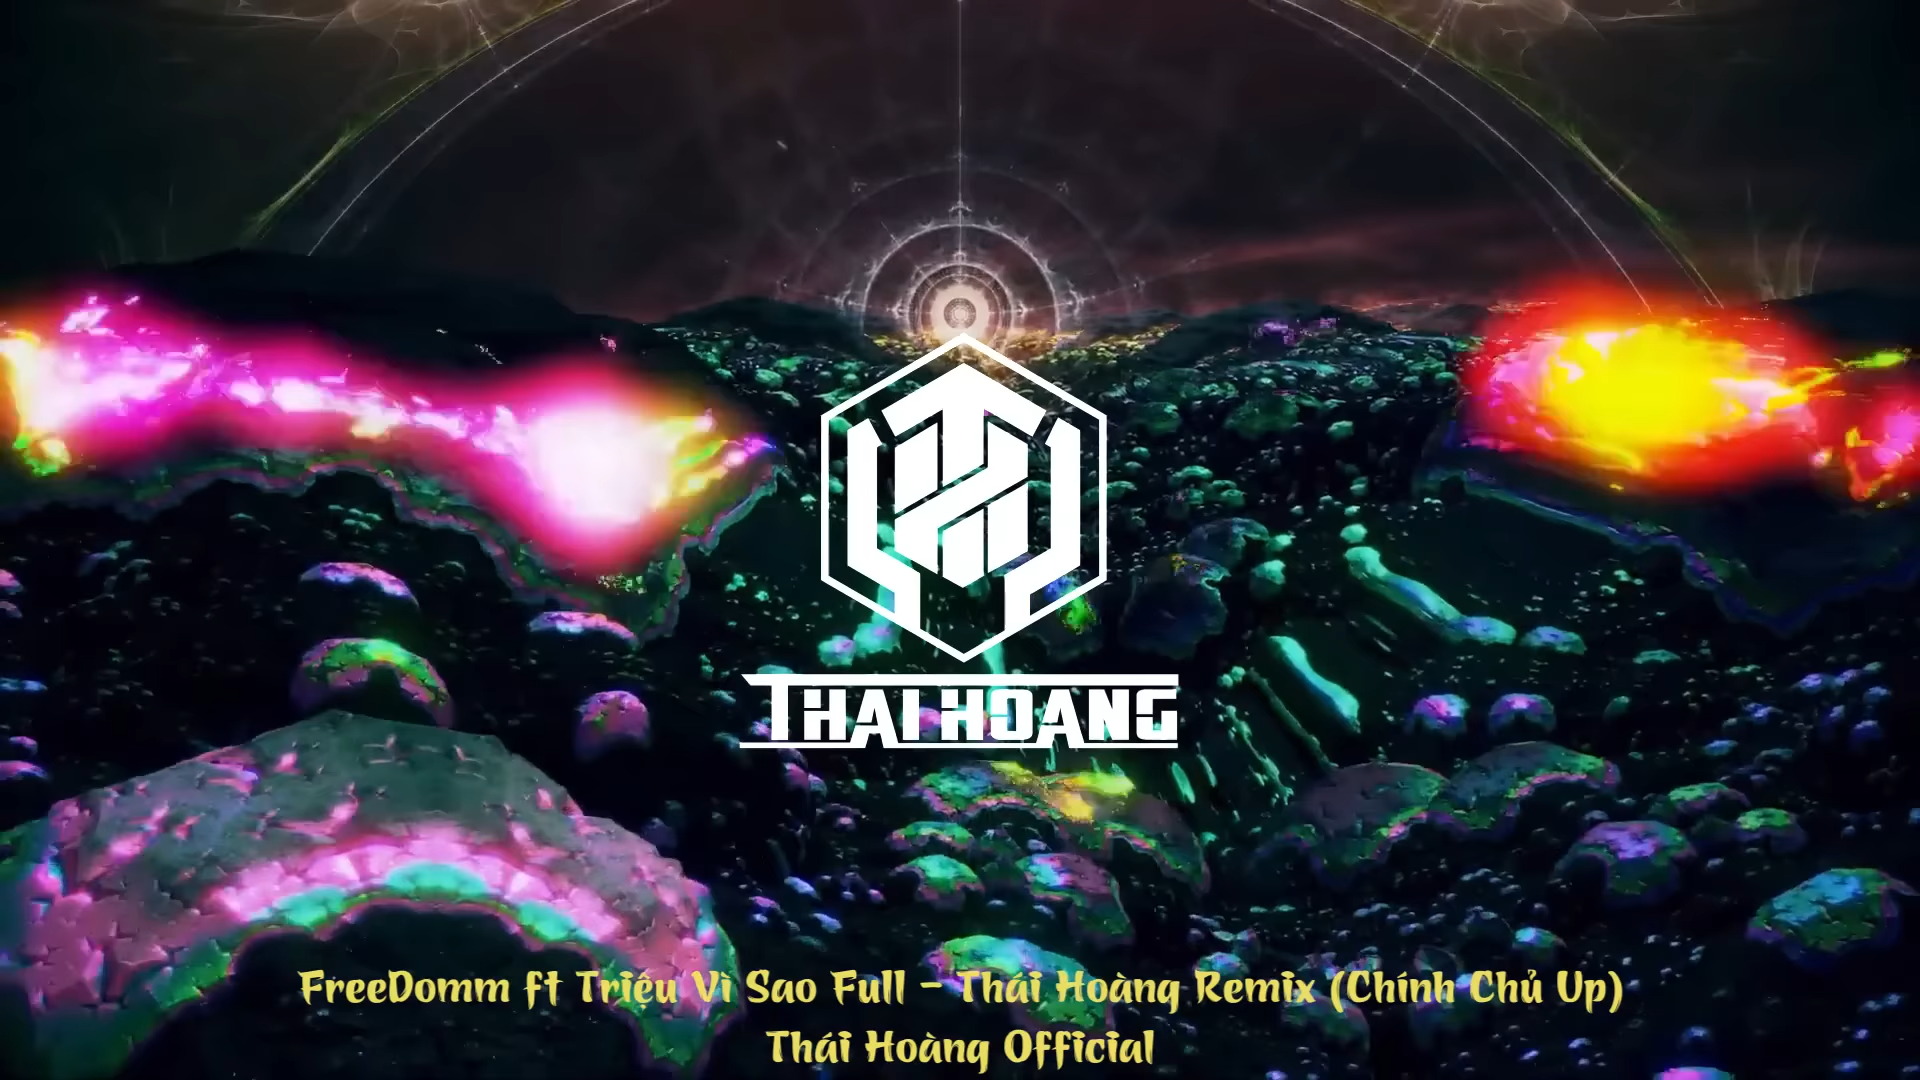 THAI HOANG
FreeDomm ft Triệu Vì Sao Full - Thái Hoàng Remix (Chính Chủ Up)
Thái Hoàng Official